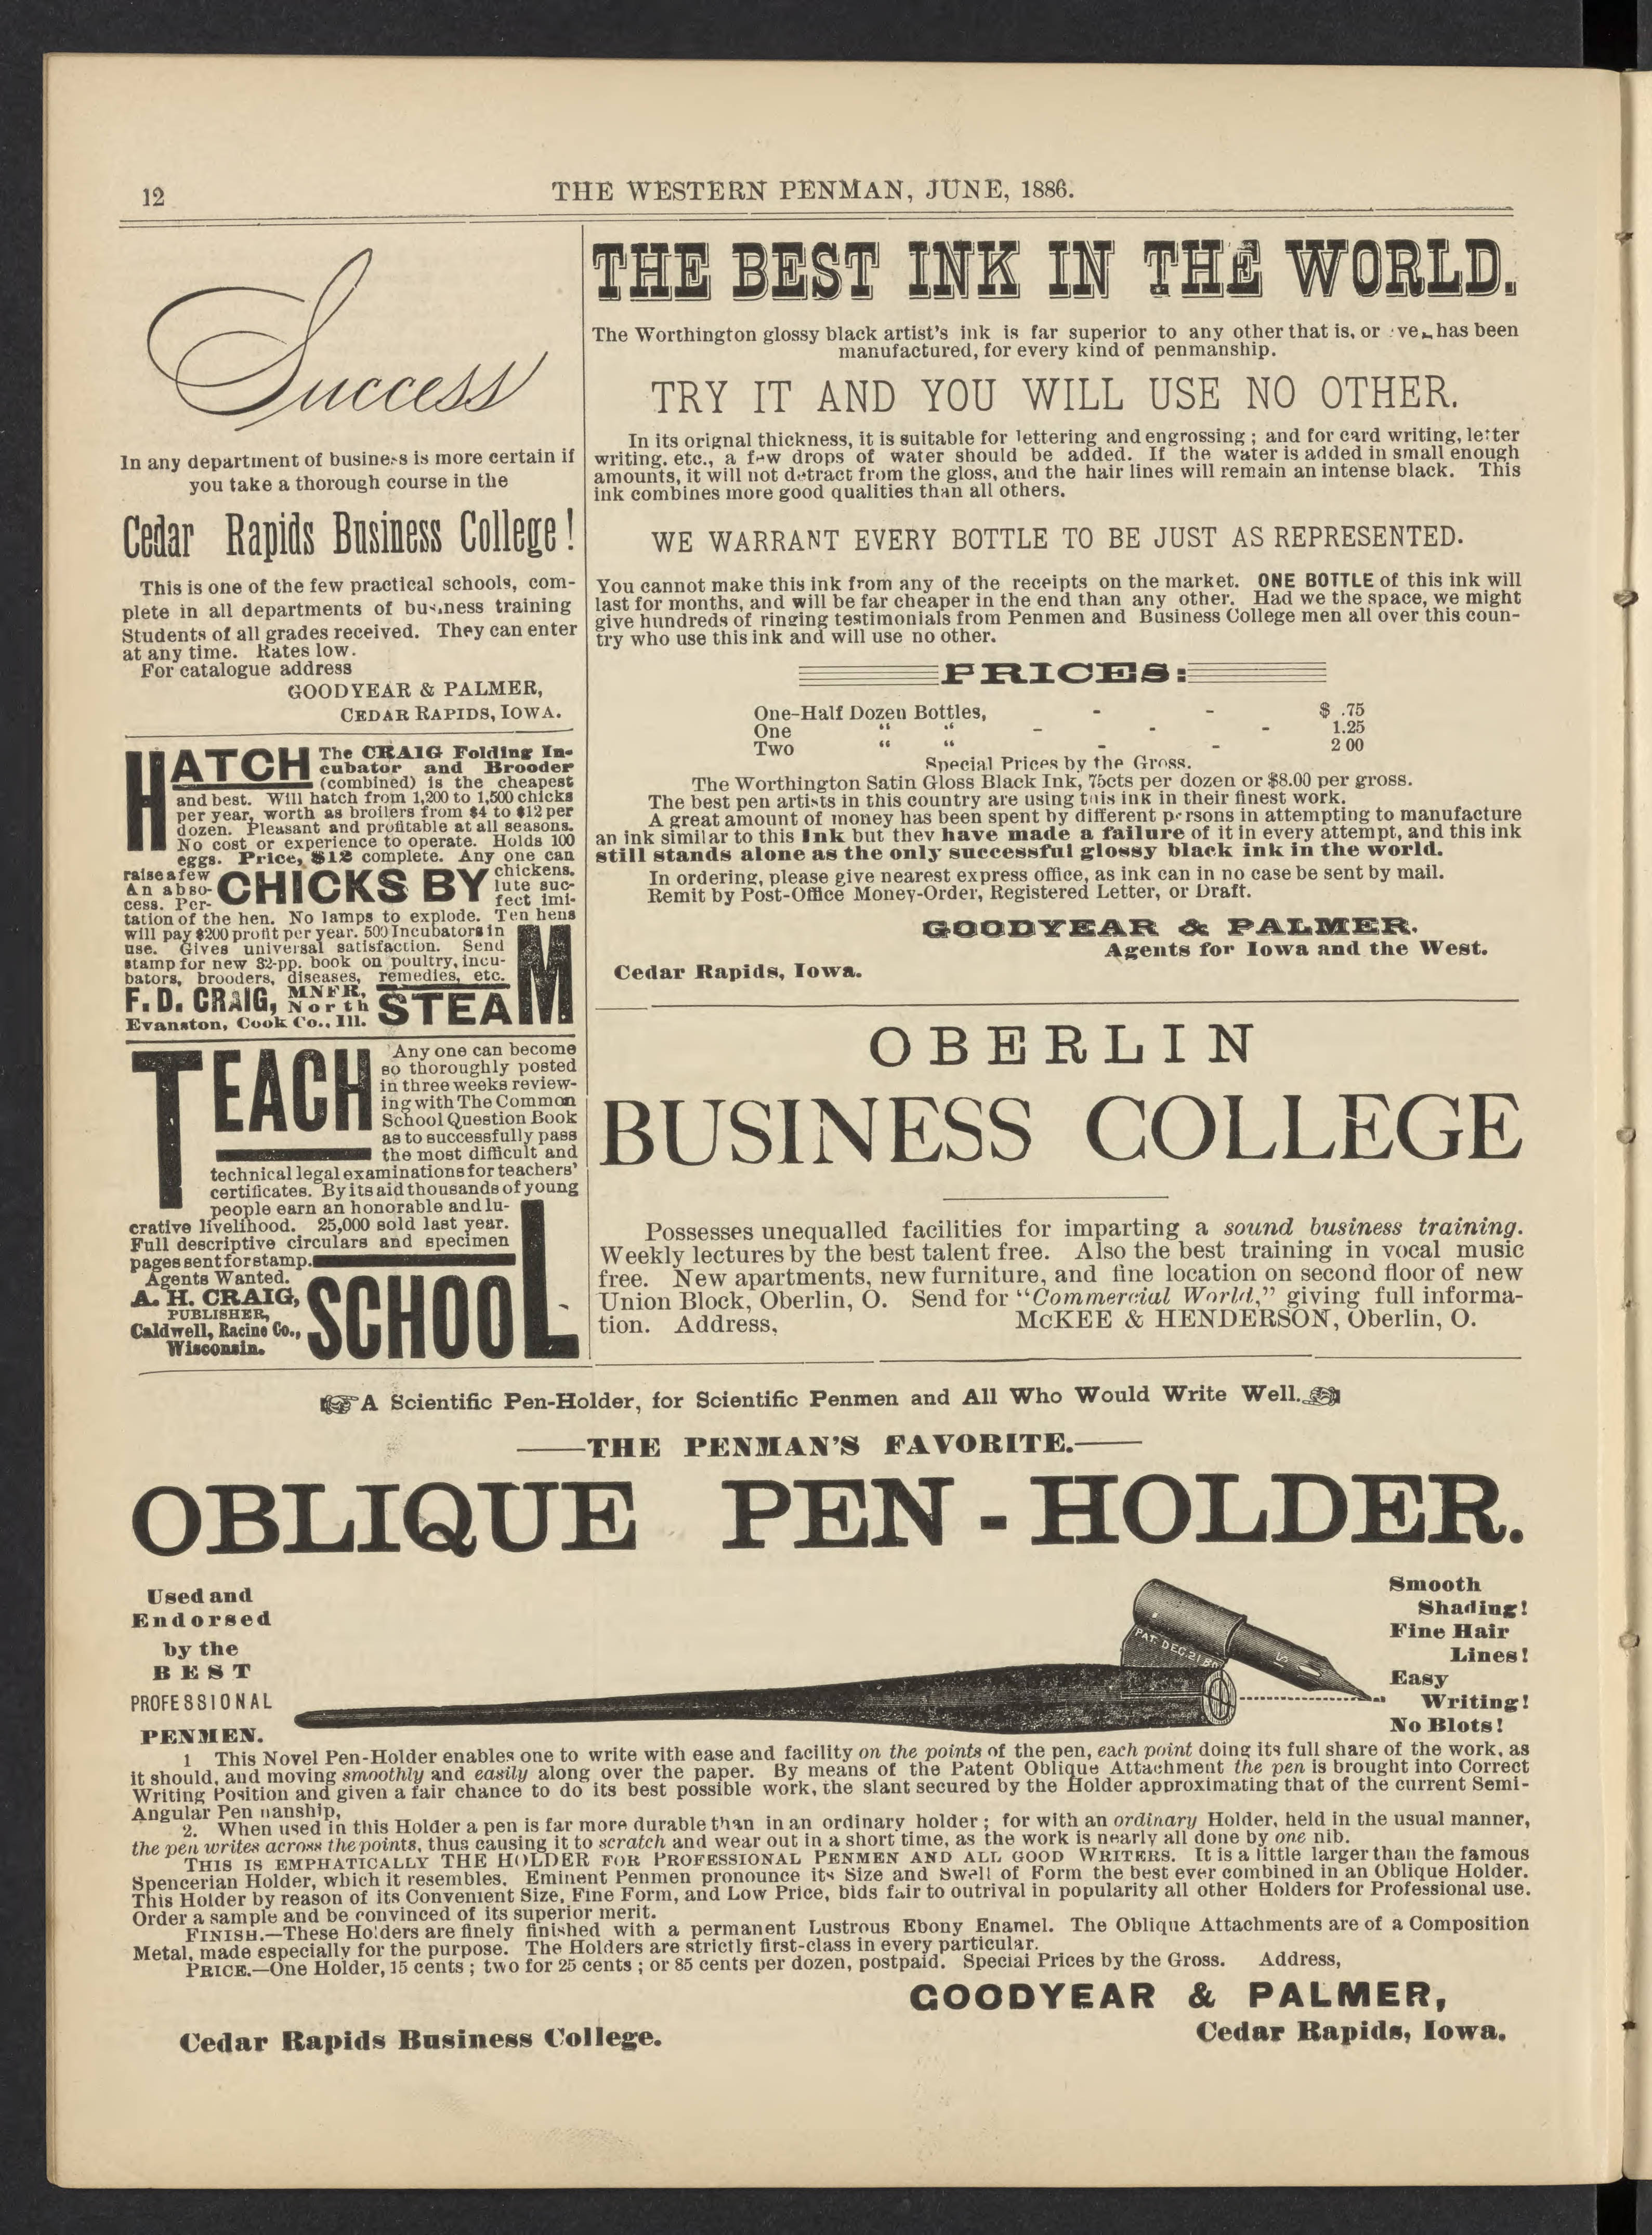 12
THE WESTERN PENMAN, JUNE, 1886.
Success
In any department of business is more certain if
you take a thorough course in the
Cedar Rapids Business College!
This is one of the few practical schools, com-
plete in all departments of business training
Students of all grades received. They can enter
at any time. Rates low.
For catalogue address
GOODYEAR & PALMER,
CEDAR RAPIDS, IOWA.
HATCH The CRAIG Folding In-
cubator and Brooder
(combined) is the cheapest
and best. Will hatch from 1,200 to 1,500 chicks
per year, worth as broilers from $4 to $12 per
dozen. Pleasant and profitable at all seasons.
No cost or experience to operate. Holds 100
eggs. Price, $12 complete. Any one can
raise a few chickens.
An abso- CHICKS BY lute suc-
cess. Per- fect imi-
tation of the hen. No lamps to explode. Ten hens
will pay $200 profit per year. 500 Incubators in
use. Gives universal satisfaction. Send
stamp for new 32-pp. book on poultry, incu-
bators, brooders, diseases, remedies, etc.
F. D. CRAIG, MNFR, North STEAM
Evanston, Cook Co., Ill.
TEACH Any one can become
so thoroughly posted
in three weeks review-
ing with The Common
School Question Book
as to successfully pass
the most difficult and
technical legal examinations for teachers'
certificates. By its aid thousands of young
people earn an honorable and lu-
crative livelihood. 25,000 sold last year.
Full descriptive circulars and specimen
pages sent for stamp.
Agents Wanted.
A. H. CRAIG,
PUBLISHER,
Caldwell, Racine Co.,
Wisconsin.
SCHOOL
THE BEST INK IN THE WORLD.
The Worthington glossy black artist's ink is far superior to any other that is, or :ve has been
manufactured, for every kind of penmanship.
TRY IT AND YOU WILL USE NO OTHER.
In its orignal thickness, it is suitable for lettering and engrossing; and for card writing, letter
writing. etc., a few drops of water should be added. If the water is added in small enough
amounts, it will not detract from the gloss, and the hair lines will remain an intense black. This
ink combines more good qualities than all others.
WE WARRANT EVERY BOTTLE TO BE JUST AS REPRESENTED.
You cannot make this ink from any of the receipts on the market. ONE BOTTLE of this ink will
last for months, and will be far cheaper in the end than any other. Had we the space, we might
give hundreds of ringing testimonials from Penmen and Business College men all over this coun-
try who use this ink and will use no other.
PRICES:
One-Half Dozen Bottles, - - $ .75
One " " - - - 1.25
Two " " - - 2 00
Special Prices by the Gross.
The Worthington Satin Gloss Black Ink, 75cts per dozen or $8.00 per gross.
The best pen artists in this country are using this ink in their finest work.
A great amount of money has been spent by different persons in attempting to manufacture
an ink similar to this Ink but they have made a failure of it in every attempt, and this ink
still stands alone as the only successful glossy black ink in the world.
In ordering, please give nearest express office, as ink can in no case be sent by mail.
Remit by Post-Office Money-Order, Registered Letter, or Draft.
GOODYEAR & PALMER.
Agents for Iowa and the West.
Cedar Rapids, Iowa.
OBERLIN
BUSINESS COLLEGE
Possesses unequalled facilities for imparting a sound business training.
Weekly lectures by the best talent free. Also the best training in vocal music
free. New apartments, new furniture, and fine location on second floor of new
Union Block, Oberlin, O. Send for "Commercial World," giving full informa-
tion. Address, McKEE & HENDERSON, Oberlin, O.
A Scientific Pen-Holder, for Scientific Penmen and All Who Would Write Well.
THE PENMAN'S FAVORITE.
OBLIQUE PEN-HOLDER.
Used and
Endorsed
by the
BEST
PROFESSIONAL
PENMEN.
PAT. DEC. 21 80
Smooth
Shading!
Fine Hair
Lines!
Easy
Writing!
No Blots!
1 This Novel Pen-Holder enables one to write with ease and facility on the points of the pen, each point doing its full share of the work, as
it should, and moving smoothly and easily along over the paper. By means of the Patent Oblique Attachment the pen is brought into Correct
Writing Position and given a fair chance to do its best possible work, the slant secured by the Holder approximating that of the current Semi-
Angular Penmanship,
2. When used in this Holder a pen is far more durable than in an ordinary holder; for with an ordinary Holder, held in the usual manner,
the pen writes across the points, thus causing it to scratch and wear out in a short time, as the work is nearly all done by one nib.
THIS IS EMPHATICALLY THE HOLDER FOR PROFESSIONAL PENMEN AND ALL GOOD WRITERS. It is a little larger than the famous
Spencerian Holder, which it resembles. Eminent Penmen pronounce its Size and Swell of Form the best ever combined in an Oblique Holder.
This Holder by reason of its Convenient Size, Fine Form, and Low Price, bids fair to outrival in popularity all other Holders for Professional use.
Order a sample and be convinced of its superior merit.
FINISH.—These Holders are finely finished with a permanent Lustrous Ebony Enamel. The Oblique Attachments are of a Composition
Metal, made especially for the purpose. The Holders are strictly first-class in every particular.
PRICE.—One Holder, 15 cents; two for 25 cents; or 85 cents per dozen, postpaid. Special Prices by the Gross. Address,
GOODYEAR & PALMER,
Cedar Rapids Business College. Cedar Rapids, Iowa.